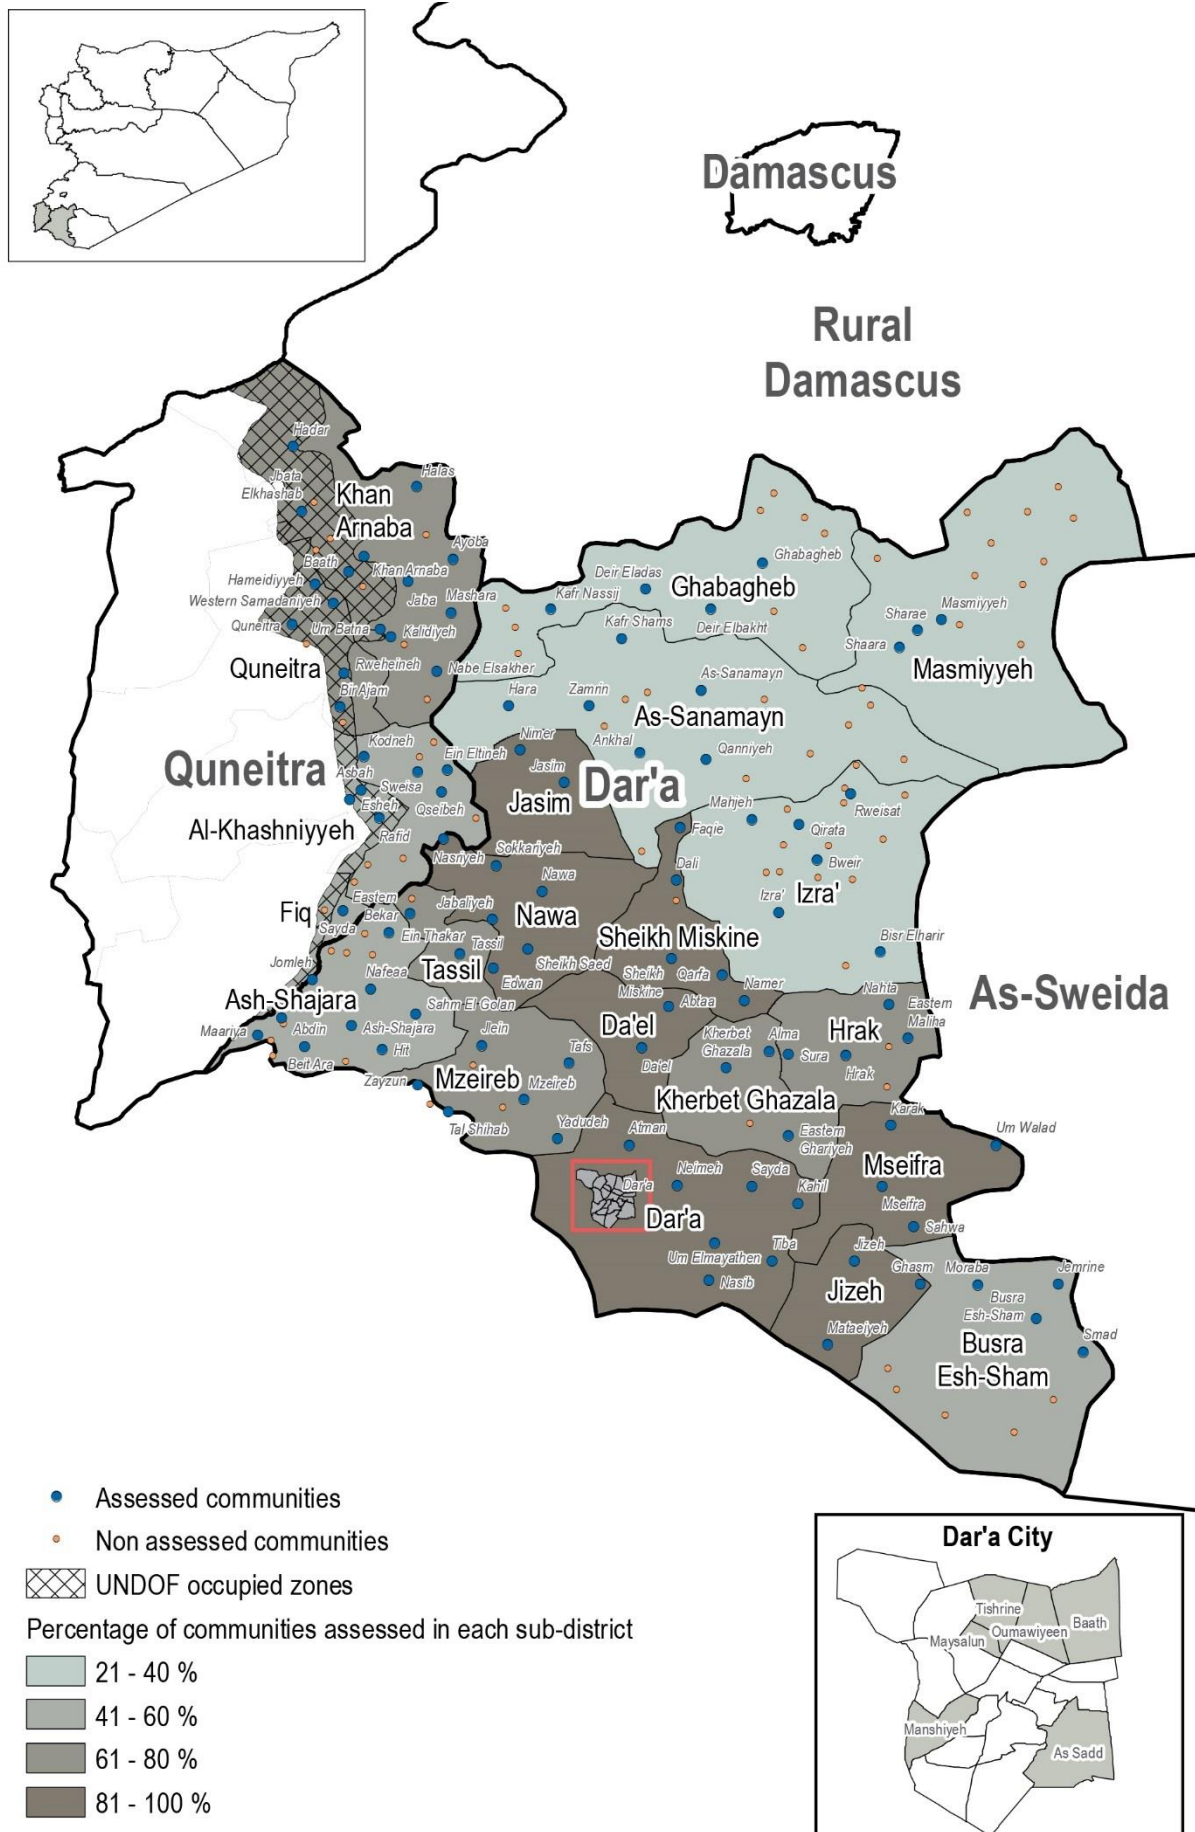 Damascus
Rural
Damascus
Hadar
Jbata
Elkhashab
Khan
Arnaba
Halas
Ayoba
Baath
Khan Arnaba
Hameidiyyeh
Jaba
Mashara
Western Samadaniyeh
Quneitra
Um Batna
Kalidiyeh
Quneitra
Rweheineh
Nabe Elsakher
Bir Ajam
Kodneh
Ein Eltineh
Quneitra
Asbah
Sweisa
Esheh
Qseibeh
Al-Khashniyyeh
Rafid
Nasriyeh
Fiq
Eastern
Sayda
Bekar
Jabaliyeh
Ein Thakar
Jomleh
Nafeaa
Ash-Shajara
Sahm El Golan
Maariya
Abdin
Ash-Shajara
Beit Ara
Hit
Zayzun
Ghabagheb
Deir Eladas
Ghabagheb
Kafr Nassij
Deir Elbakht
Kafr Shams
Sharae
Masmiyyeh
Shaara
Masmiyyeh
As-Sanamayn
Hara
Zamrin
As-Sanamayn
Ankhal
Qanniyeh
Nimer
Jasim
Jasim
Dar'a
Mahjeh
Rweisat
Faqie
Qirata
Sokkariyeh
Dali
Bweir
Nawa
Izra'
Izra'
Nawa
Bisr Elharir
Tassil
Tassil
Sheikh Saed
Edwan
Sheikh Miskine
Sheikh
Miskine
Qarfa
Abtaa
Namer
As-Sweida
Da'el
Da'el
Nahta
Eastern
Maliha
Hrak
Kherbet
Ghazala
Alma
Sura
Hrak
Jlein
Tafs
Mzeireb
Mzeireb
Kherbet Ghazala
Tal Shihab
Yadudeh
Atman
Eastern
Ghariyeh
Karak
Um Walad
Mseifra
Mseifra
Sahwa
Dar'a
Neimeh
Sayda
Kahil
Dar'a
Um Elmayathen
Tiba
Nasib
Jizeh
Jizeh
Mataeiyeh
Ghasm
Moraba
Jemrine
Busra
Esh-Sham
Smad
Busra
Esh-Sham
Assessed communities
Non assessed communities
UNDOF occupied zones
Percentage of communities assessed in each sub-district
21 - 40 %
41 - 60 %
61 - 80 %
81 - 100 %
Dar'a City
Tishrine
Oumawiyeen
Baath
Maysalun
Manshiyeh
As Sadd